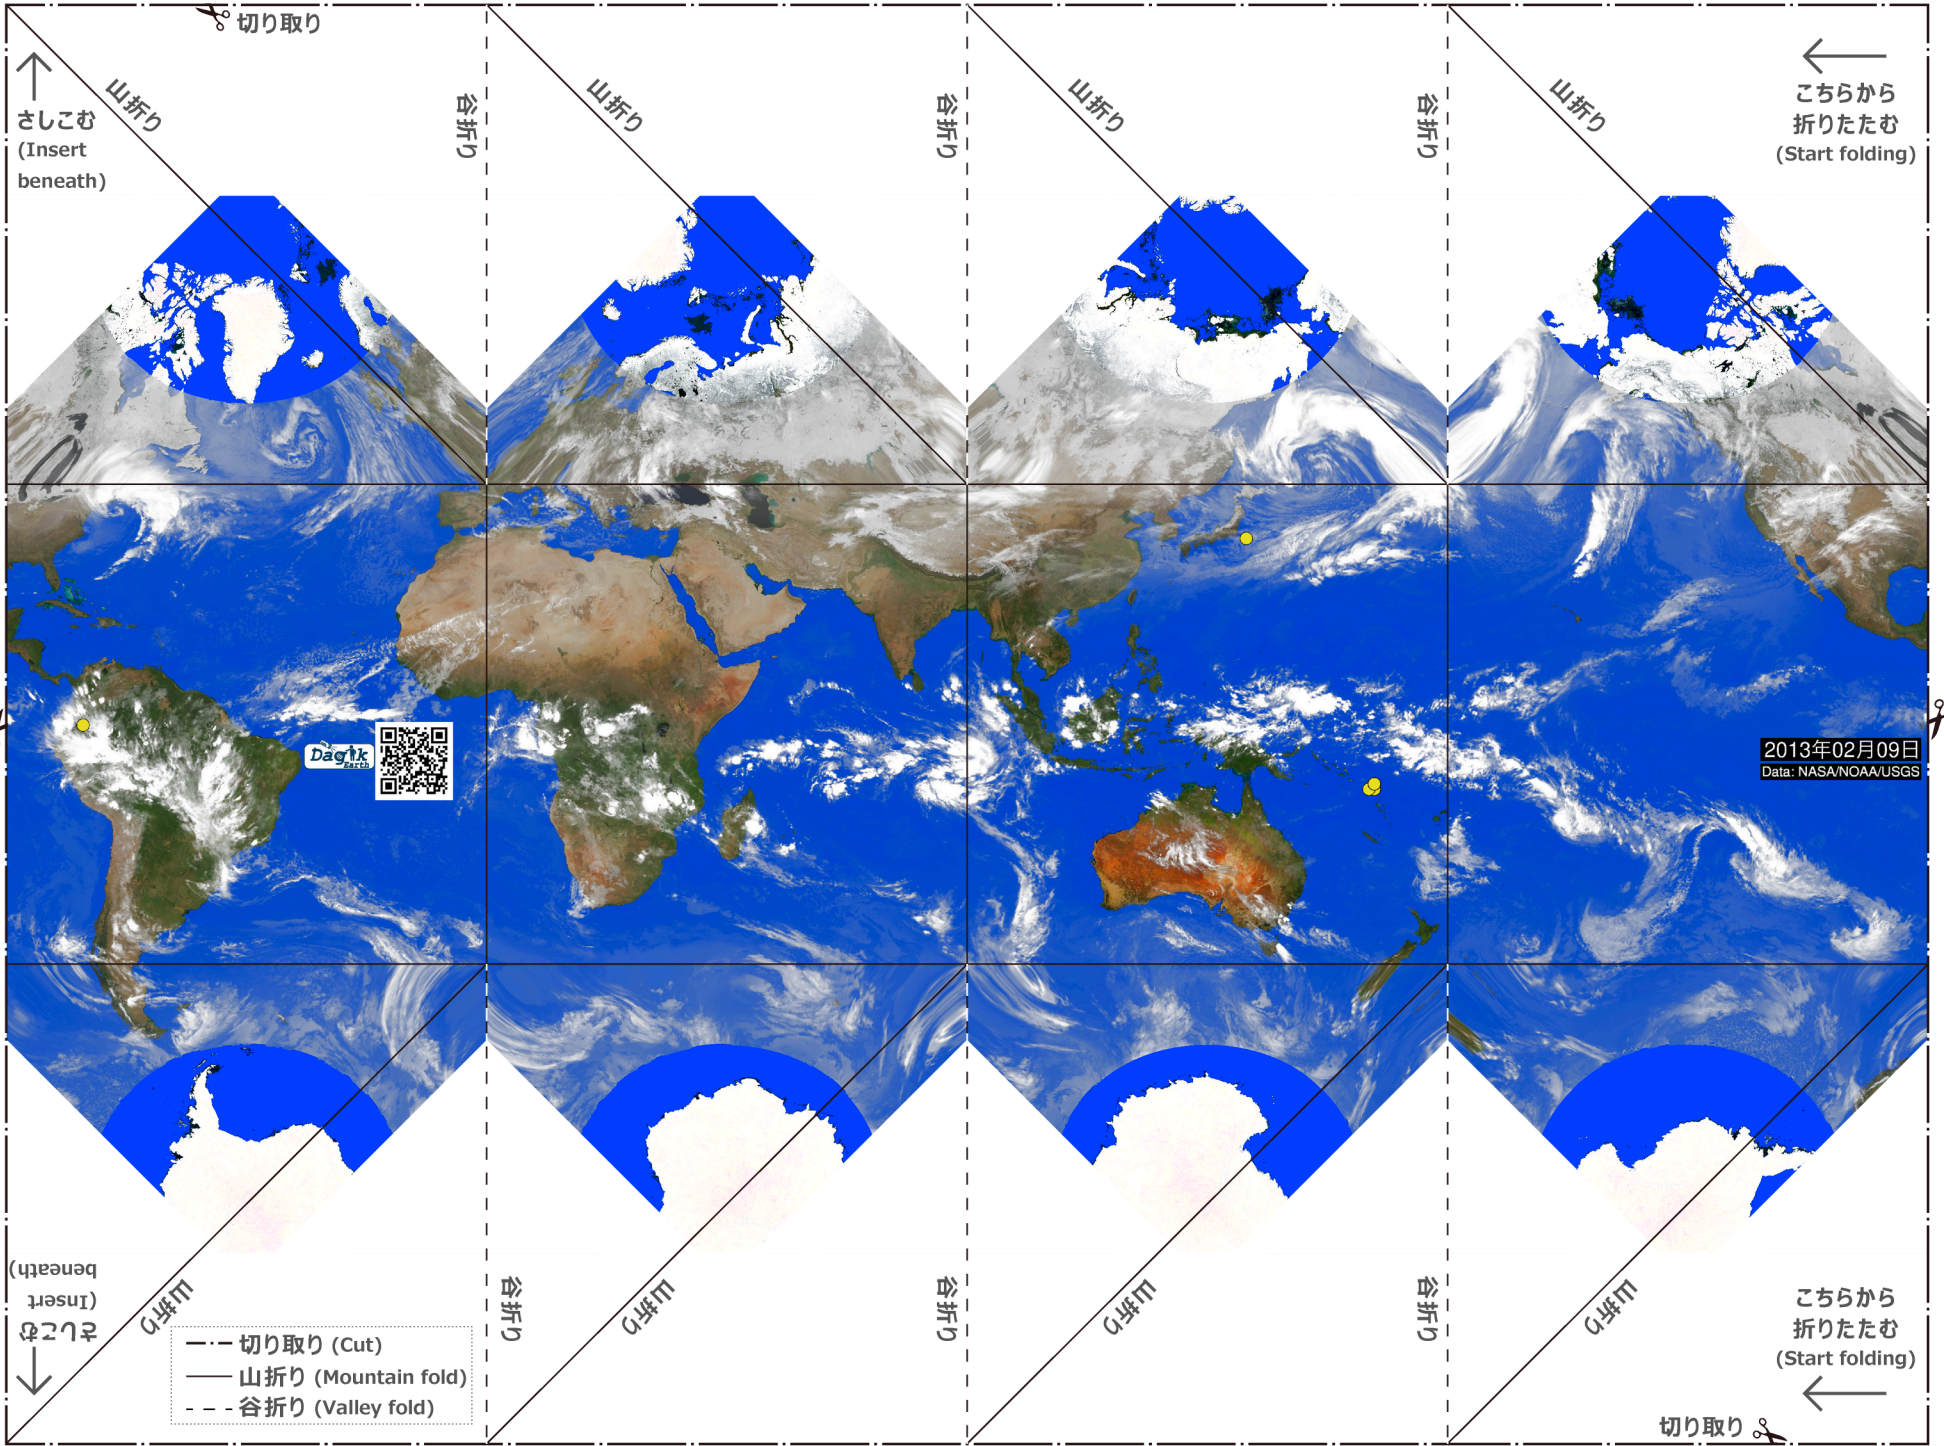 切り取り
山折り
谷折り
山折り
谷折り
山折り
谷折り
山折り
さしこむ
(Insert
beneath)
こちらから
折りたたむ
(Start folding)
Dagik
Earth
2013年02月09日
Data: NASA/NOAA/USGS
さしこむ
(Insert
beneath)
山折り
谷折り
山折り
谷折り
山折り
谷折り
山折り
こちらから
折りたたむ
(Start folding)
切り取り (Cut)
山折り (Mountain fold)
谷折り (Valley fold)
切り取り